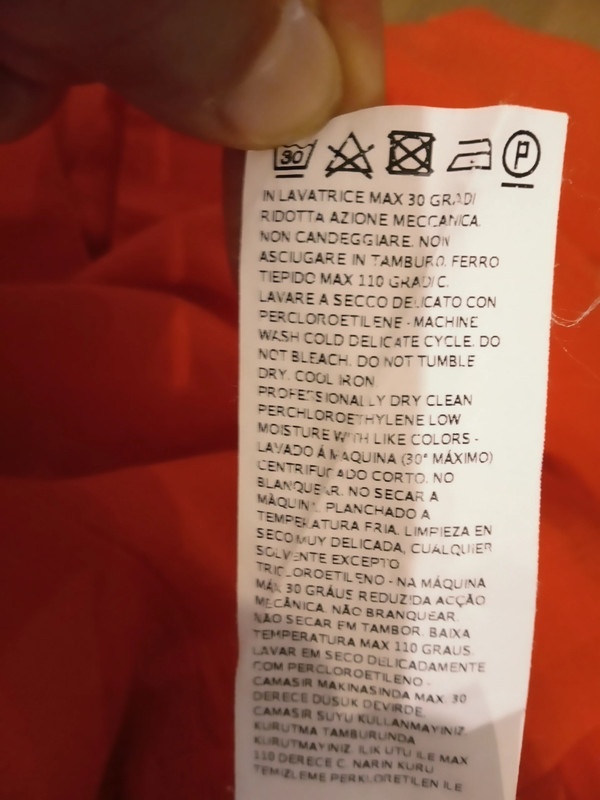 30 P
IN LAVATRICE MAX 30 GRADI
RIDOTTA AZIONE MECCANICA.
NON CANDEGGIARE. NON
ASCIUGARE IN TAMBURO. FERRO
TIEPIDO MAX 110 GRADI C.
LAVARE A SECCO DELICATO CON
PERCLOROETILENE - MACHINE
WASH COLD DELICATE CYCLE. DO
NOT BLEACH. DO NOT TUMBLE
DRY. COOL IRON.
PROFESSIONALLY DRY CLEAN
PERCHLOROETHYLENE LOW
MOISTURE WITH LIKE COLORS -
LAVADO Á MAQUINA (30° MÁXIMO)
CENTRIFUGADO CORTO. NO
BLANQUEAR. NO SECAR A
MÀQUINA. PLANCHADO A
TEMPERATURA FRIA. LIMPIEZA EN
SECO MUY DELICADA, CUALQUIER
SOLVENTE EXCEPTO
TRICLOROETILENO - NA MÁQUINA
MÁX 30 GRÁUS REDUZIDA ACÇÃO
MECÂNICA. NÃO BRANQUEAR.
NÃO SECAR EM TAMBOR. BAIXA
TEMPERATURA MAX 110 GRAUS.
LAVAR EM SECO DELICADAMENTE
COM PERCLOROETILENO -
CAMASIR MAKINASINDA MAX. 30
DERECE DUSUK DEVIRDE.
CAMASIR SUYU KULLANMAYINIZ.
KURUTMA TAMBURUNDA
KURUTMAYINIZ. ILIK UTU ILE MAX
110 DERECE C. NARIN KURU
TEMIZLEME PERKLORETILEN ILE